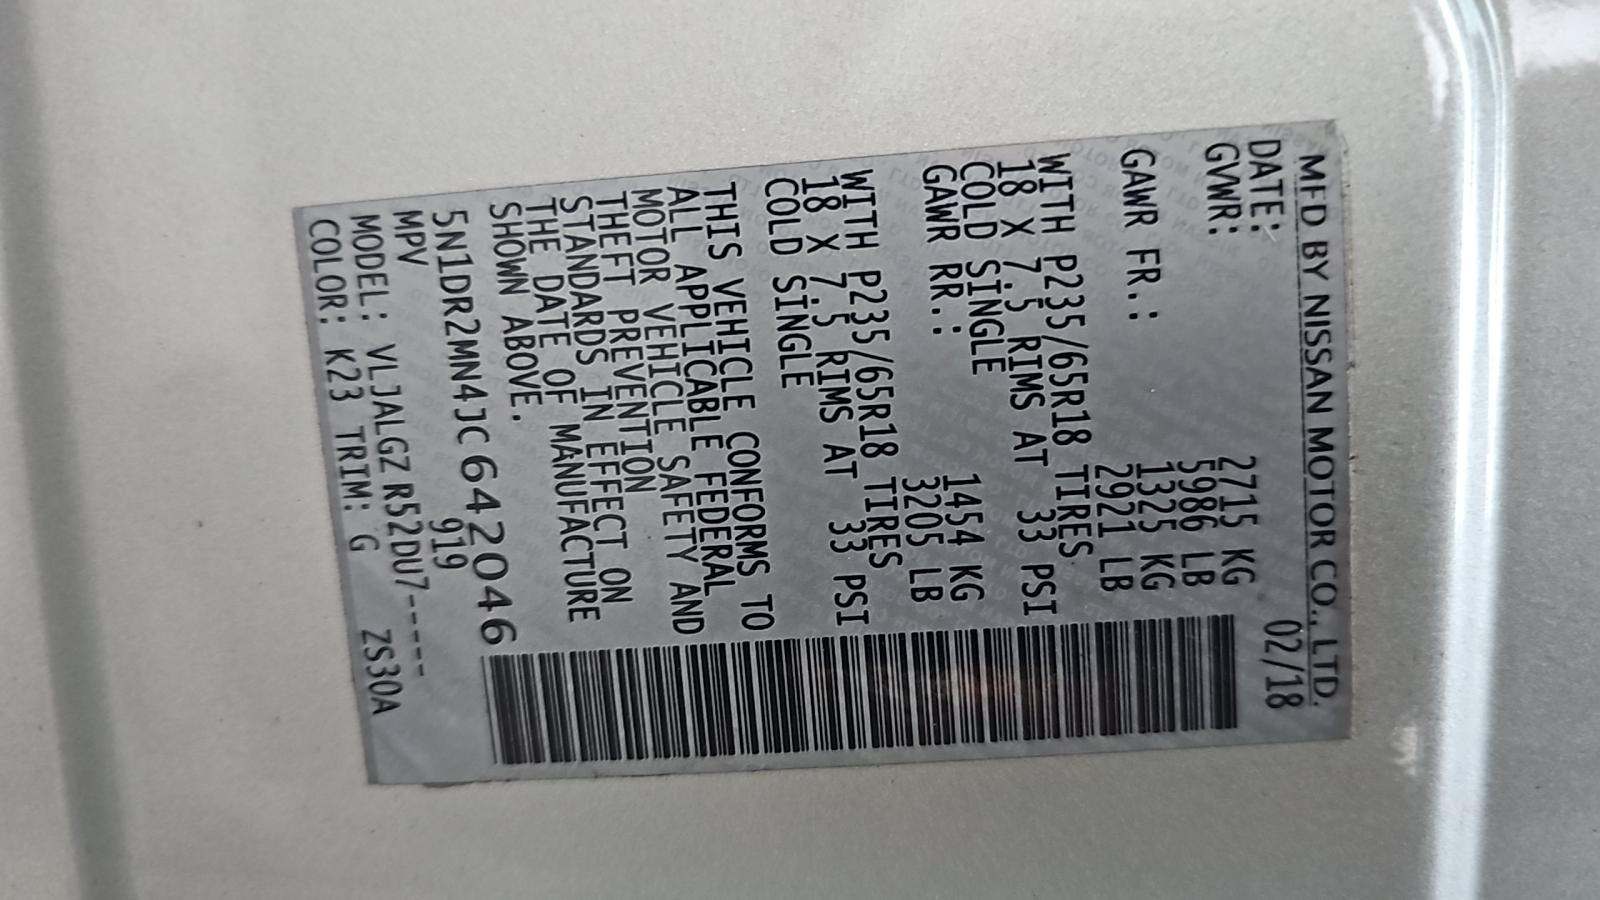 MFD BY NISSAN MOTOR CO., LTD.
DATE: 02/18
GVWR: 2715 KG
5986 LB
GAWR FR.: 1325 KG
2921 LB
WITH P235/65R18 TIRES
18 X 7.5 RIMS AT 33 PSI
COLD SINGLE
GAWR RR.: 1454 KG
3205 LB
WITH P235/65R18 TIRES
18 X 7.5 RIMS AT 33 PSI
COLD SINGLE
THIS VEHICLE CONFORMS TO
ALL APPLICABLE FEDERAL
MOTOR VEHICLE SAFETY AND
THEFT PREVENTION
STANDARDS IN EFFECT ON
THE DATE OF MANUFACTURE
SHOWN ABOVE.
5N1DR2MN4JC642046
MPV 919
MODEL: VLJALGZ R52DU7-----
COLOR: K23 TRIM: G ZS30A